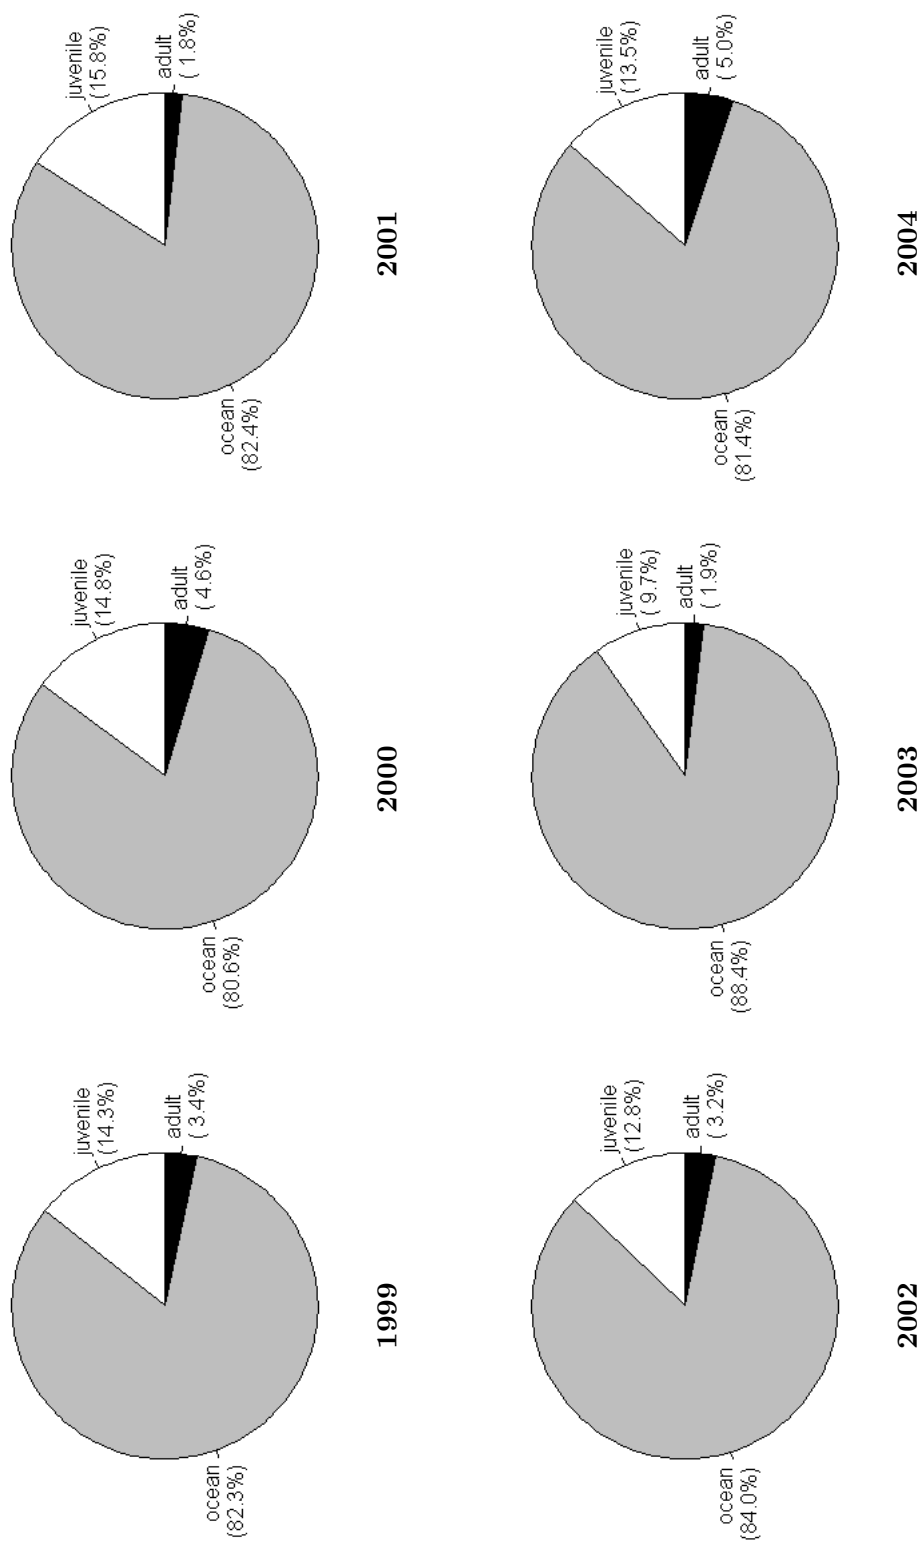 juvenile
(14.3%)
adult
( 3.4%)
ocean
(82.3%)
1999
juvenile
(14.8%)
adult
( 4.6%)
ocean
(80.6%)
2000
juvenile
(15.8%)
adult
( 1.8%)
ocean
(82.4%)
2001
juvenile
(12.8%)
adult
( 3.2%)
ocean
(84.0%)
2002
juvenile
( 9.7%)
adult
( 1.9%)
ocean
(88.4%)
2003
juvenile
(13.5%)
adult
( 5.0%)
ocean
(81.4%)
2004